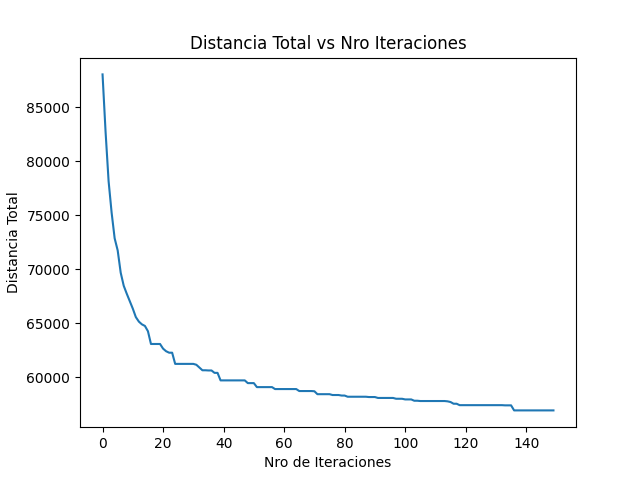 Distancia Total vs Nro Iteraciones
85000
80000
75000
70000
65000
60000
Distancia Total
0 20 40 60 80 100 120 140
Nro de Iteraciones